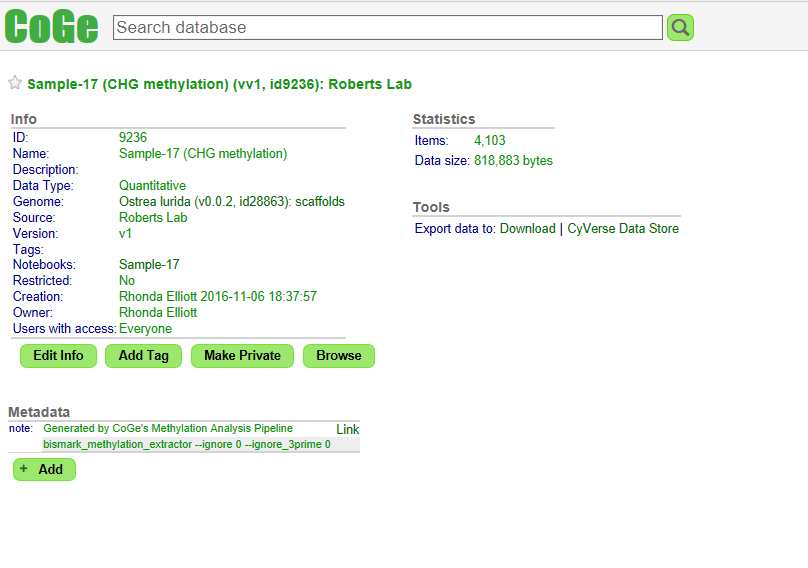 CoGe
Search database
Sample-17 (CHG methylation) (vv1, id9236): Roberts Lab
Info
ID: 9236
Name: Sample-17 (CHG methylation)
Description:
Data Type: Quantitative
Genome: Ostrea lurida (v0.0.2, id28863): scaffolds
Source: Roberts Lab
Version: v1
Tags:
Notebooks: Sample-17
Restricted: No
Creation: Rhonda Elliott 2016-11-06 18:37:57
Owner: Rhonda Elliott
Users with access: Everyone
Edit Info Add Tag Make Private Browse
Statistics
Items: 4,103
Data size: 818,883 bytes
Tools
Export data to: Download | CyVerse Data Store
Metadata
note: Generated by CoGe's Methylation Analysis Pipeline Link
bismark_methylation_extractor --ignore 0 --ignore_3prime 0
+ Add